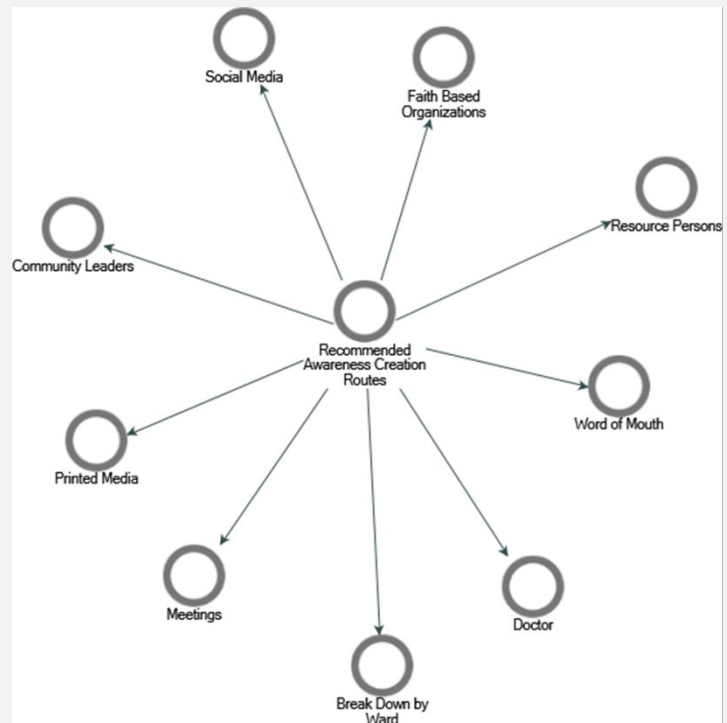 Social Media
Faith Based
Organizations
Resource Persons
Community Leaders
Recommended
Awareness Creation
Routes
Word of Mouth
Printed Media
Meetings
Doctor
Break Down by
Ward